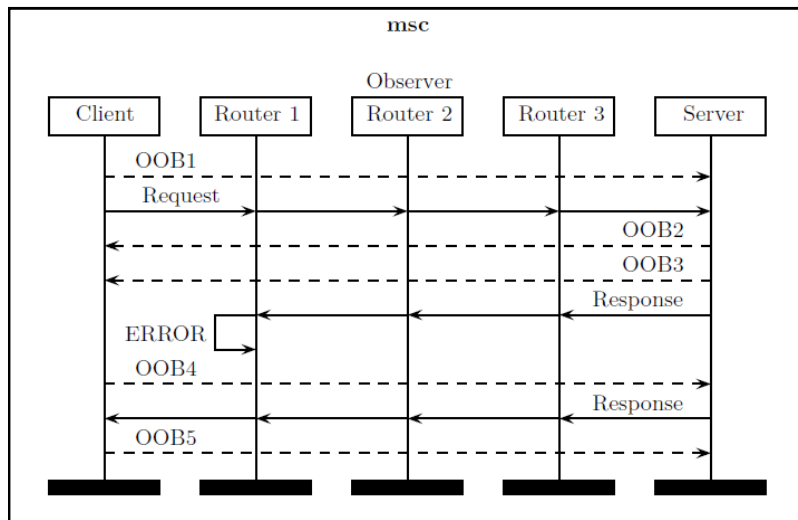 msc
Observer
Client Router 1 Router 2 Router 3 Server
OOB1
Request
OOB2
OOB3
Response
ERROR
OOB4
Response
OOB5